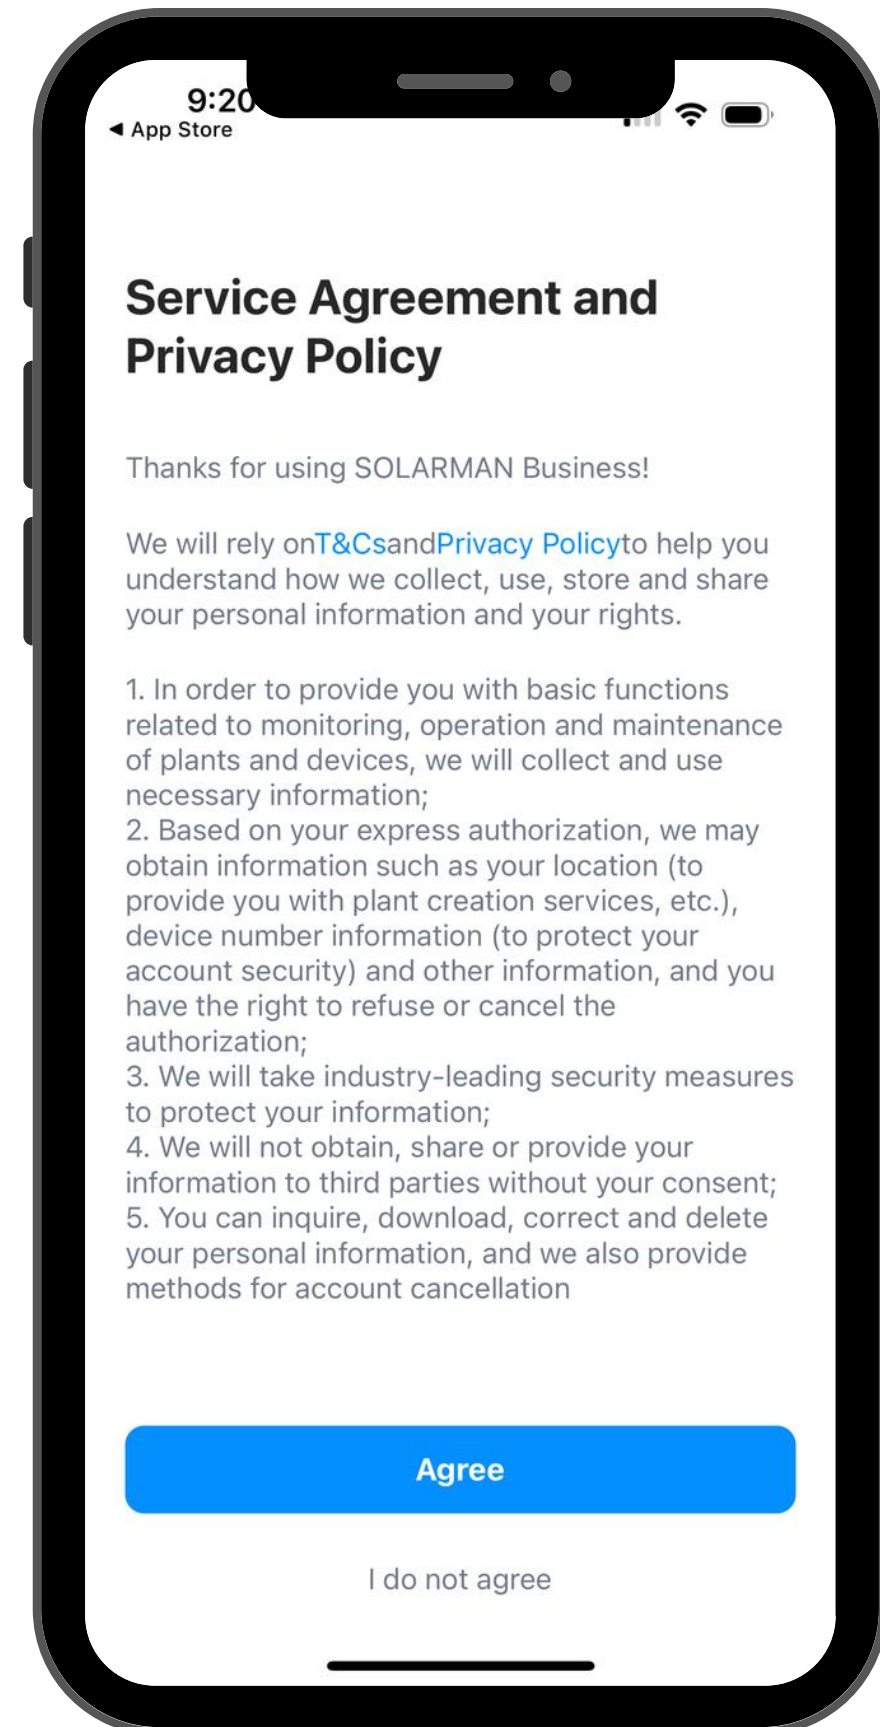 9:20
◀ App Store
Service Agreement and
Privacy Policy
Thanks for using SOLARMAN Business!
We will rely onT&CsandPrivacy Policyto help you
understand how we collect, use, store and share
your personal information and your rights.
1. In order to provide you with basic functions
related to monitoring, operation and maintenance
of plants and devices, we will collect and use
necessary information;
2. Based on your express authorization, we may
obtain information such as your location (to
provide you with plant creation services, etc.),
device number information (to protect your
account security) and other information, and you
have the right to refuse or cancel the
authorization;
3. We will take industry-leading security measures
to protect your information;
4. We will not obtain, share or provide your
information to third parties without your consent;
5. You can inquire, download, correct and delete
your personal information, and we also provide
methods for account cancellation
Agree
I do not agree